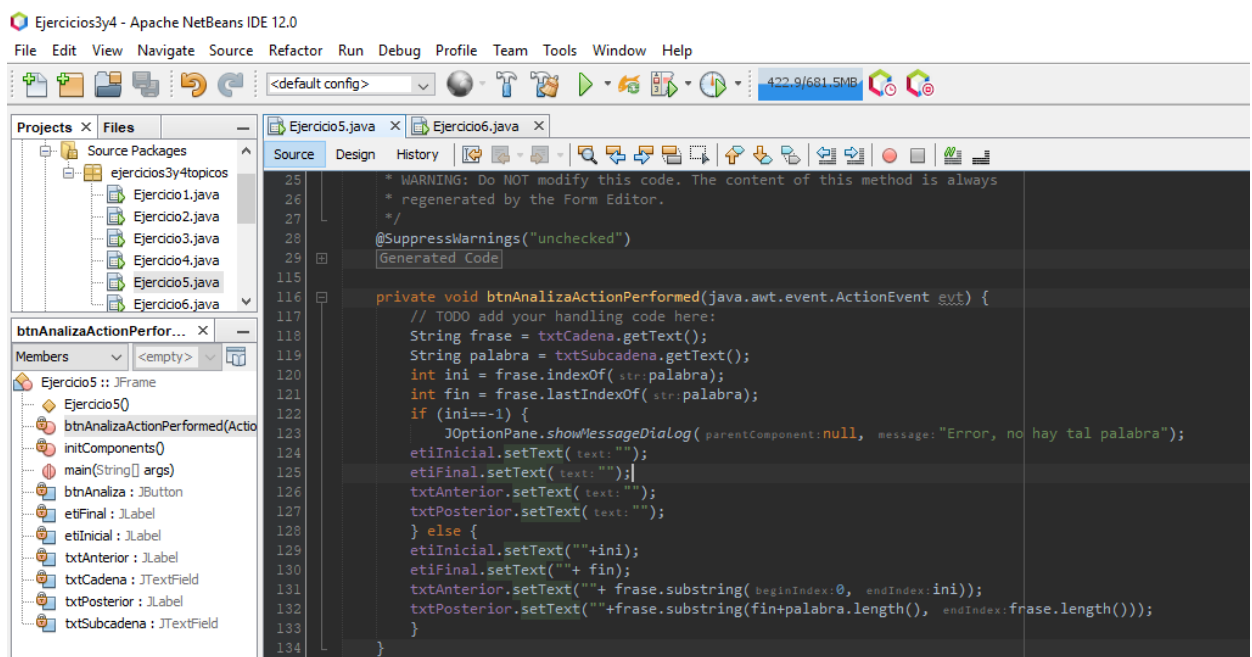 Ejercicios3y4 - Apache NetBeans IDE 12.0
File Edit View Navigate Source Refactor Run Debug Profile Team Tools Window Help
<default config>
422.9/681.5MB
Projects Files
Source Packages
ejercicios3y4topicos
Ejercicio1.java
Ejercicio2.java
Ejercicio3.java
Ejercicio4.java
Ejercicio5.java
Ejercicio6.java
btnAnalizaActionPerfor...
Members <empty>
Ejercicio5 :: JFrame
Ejercicio5()
btnAnalizaActionPerformed(Actio
initComponents()
main(String[] args)
btnAnaliza : JButton
etiFinal : JLabel
etiInicial : JLabel
txtAnterior : JLabel
txtCadena : JTextField
txtPosterior : JLabel
txtSubcadena : JTextField
Ejercicio5.java Ejercicio6.java
Source Design History
25 * WARNING: Do NOT modify this code. The content of this method is always
26 * regenerated by the Form Editor.
27 */
28 @SuppressWarnings("unchecked")
29 Generated Code
115
116 private void btnAnalizaActionPerformed(java.awt.event.ActionEvent evt) {
117 // TODO add your handling code here:
118 String frase = txtCadena.getText();
119 String palabra = txtSubcadena.getText();
120 int ini = frase.indexOf( str:palabra);
121 int fin = frase.lastIndexOf( str:palabra);
122 if (ini==-1) {
123 JOptionPane.showMessageDialog( parentComponent:null, message:"Error, no hay tal palabra");
124 etiInicial.setText( text:"");
125 etiFinal.setText( text:"");
126 txtAnterior.setText( text:"");
127 txtPosterior.setText( text:"");
128 } else {
129 etiInicial.setText(""+ini);
130 etiFinal.setText(""+ fin);
131 txtAnterior.setText(""+ frase.substring( beginIndex:0, endIndex:ini));
132 txtPosterior.setText(""+frase.substring(fin+palabra.length(), endIndex:frase.length()));
133 }
134 }